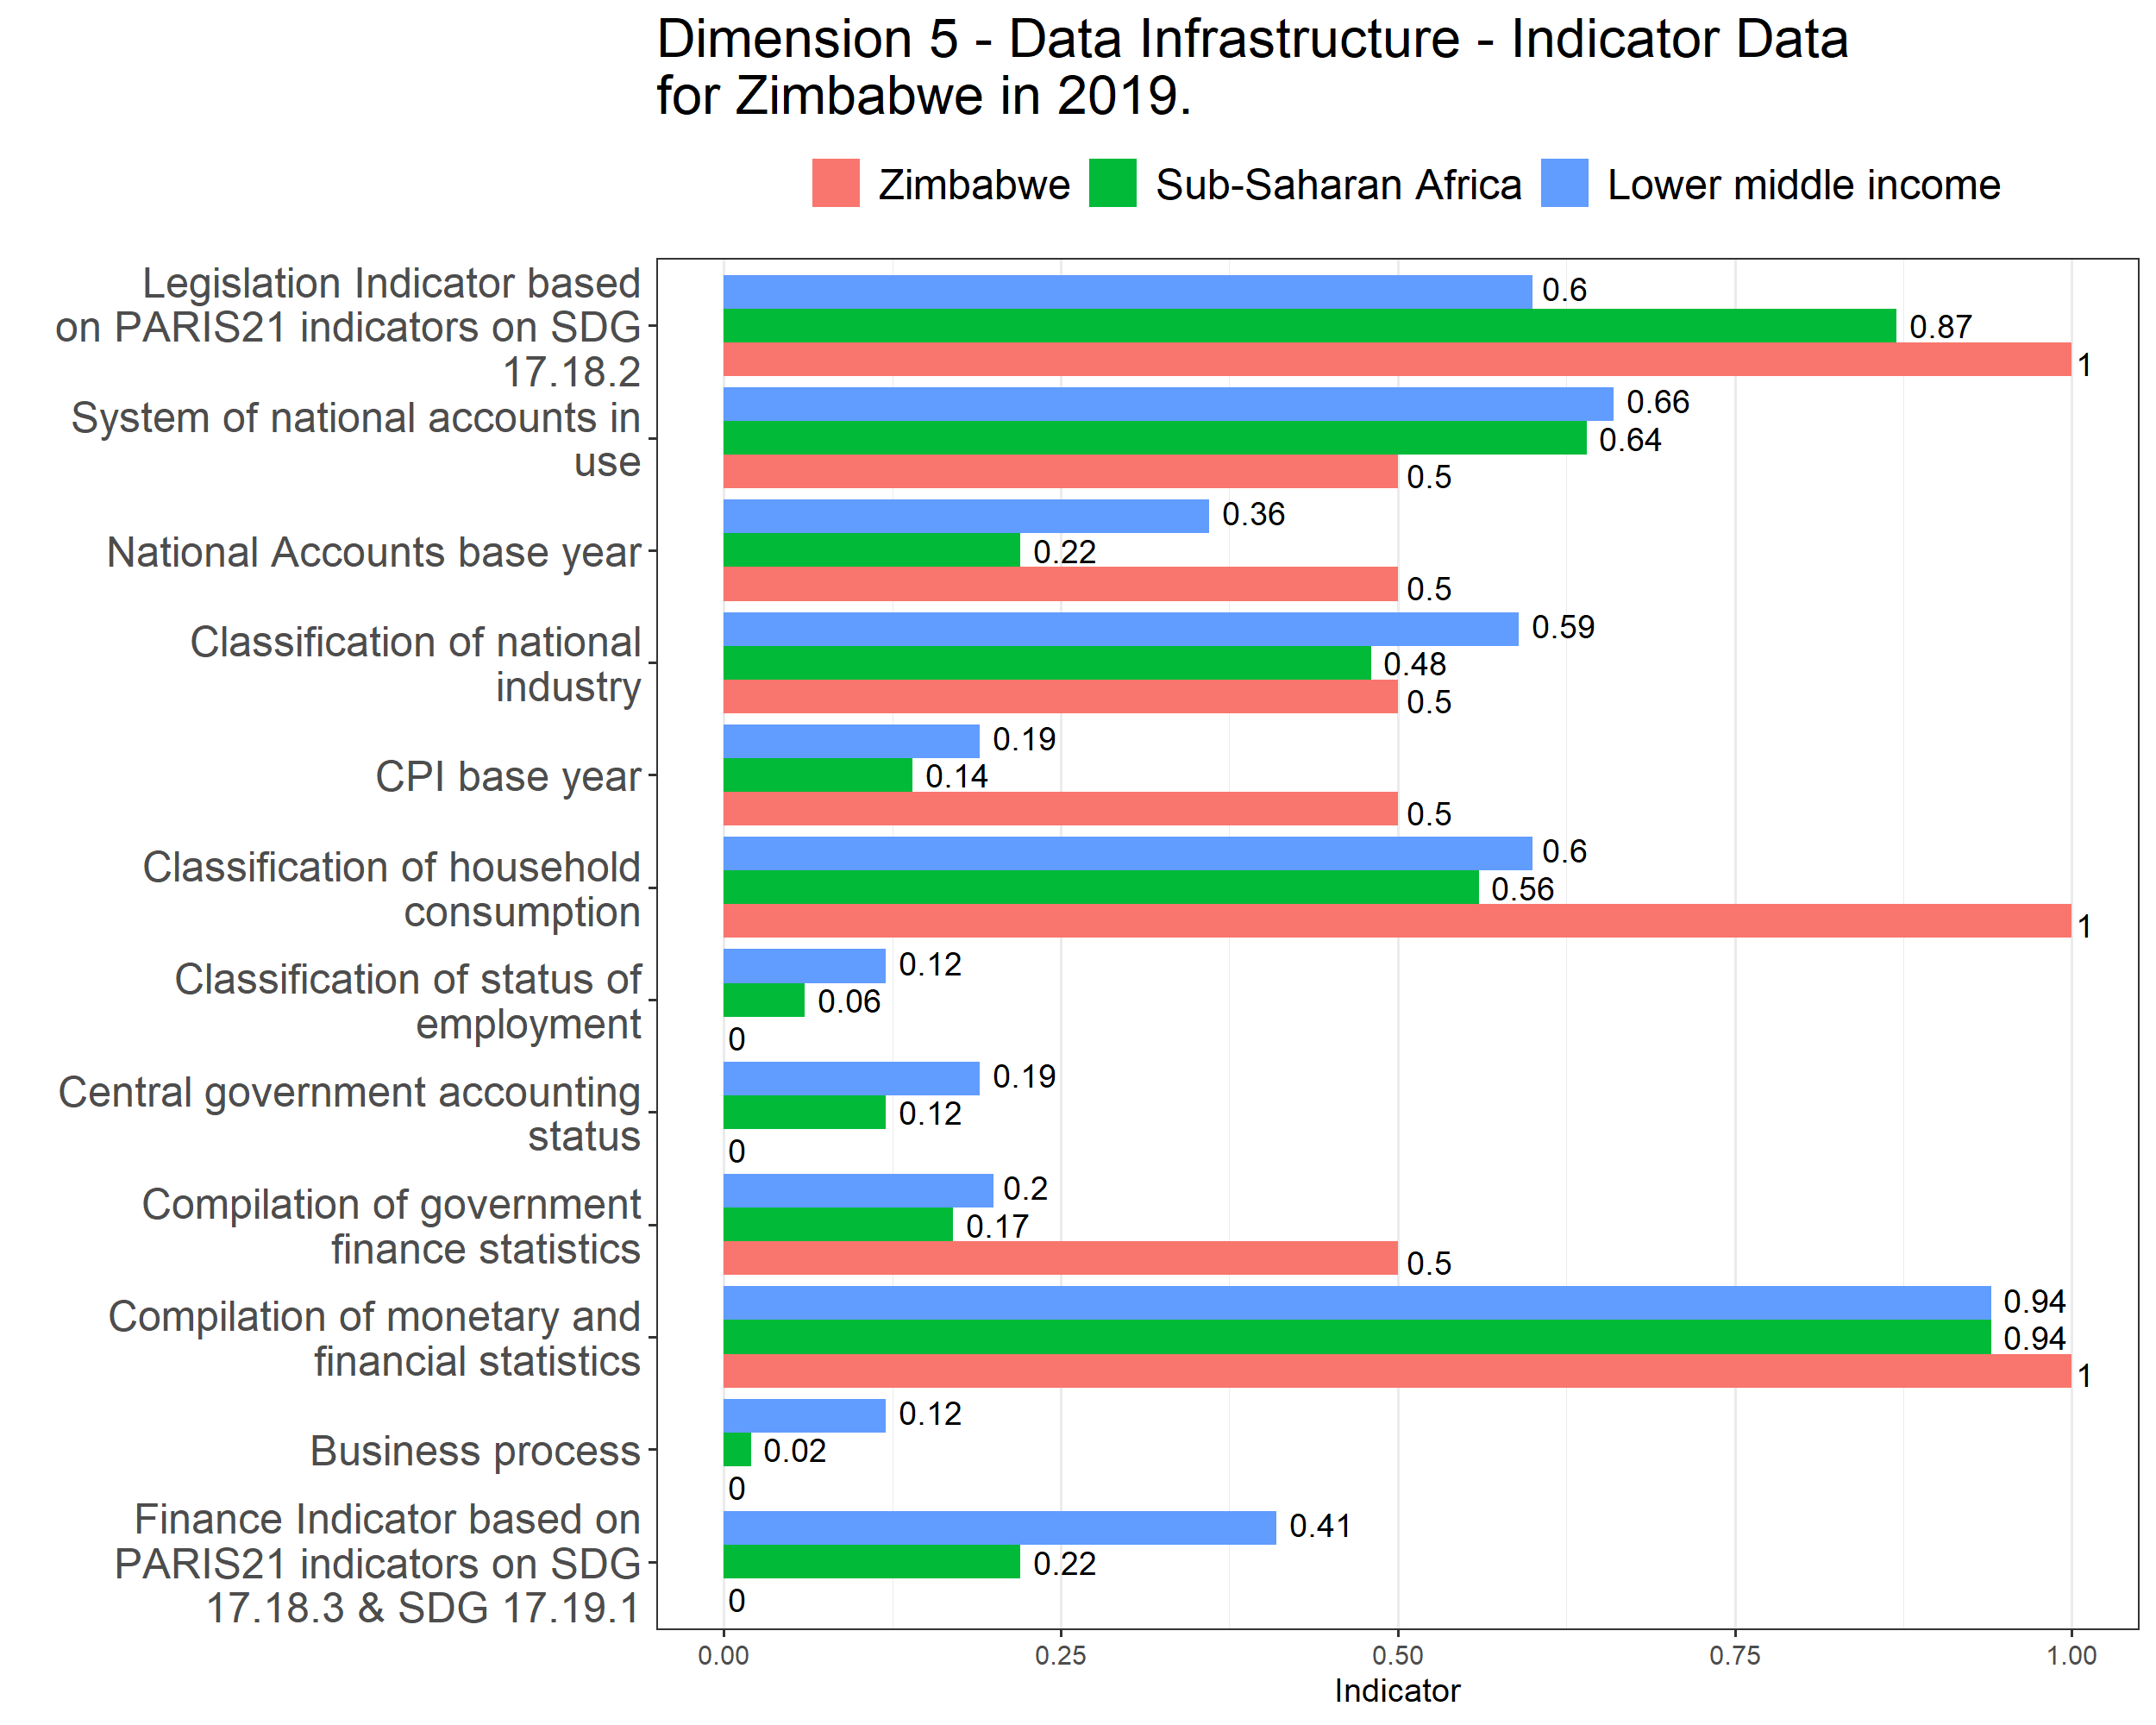 Dimension 5 - Data Infrastructure - Indicator Data
for Zimbabwe in 2019.
Zimbabwe Sub-Saharan Africa Lower middle income
Legislation Indicator based
on PARIS21 indicators on SDG
17.18.2
0.6
0.87
1
System of national accounts in
use
0.66
0.64
0.5
National Accounts base year
0.36
0.22
0.5
Classification of national
industry
0.59
0.48
0.5
CPI base year
0.19
0.14
0.5
Classification of household
consumption
0.6
0.56
1
Classification of status of
employment
0.12
0.06
0
Central government accounting
status
0.19
0.12
0
Compilation of government
finance statistics
0.2
0.17
0.5
Compilation of monetary and
financial statistics
0.94
0.94
1
Business process
0.12
0.02
0
Finance Indicator based on
PARIS21 indicators on SDG
17.18.3 & SDG 17.19.1
0.41
0.22
0
0.00 0.25 0.50 0.75 1.00
Indicator